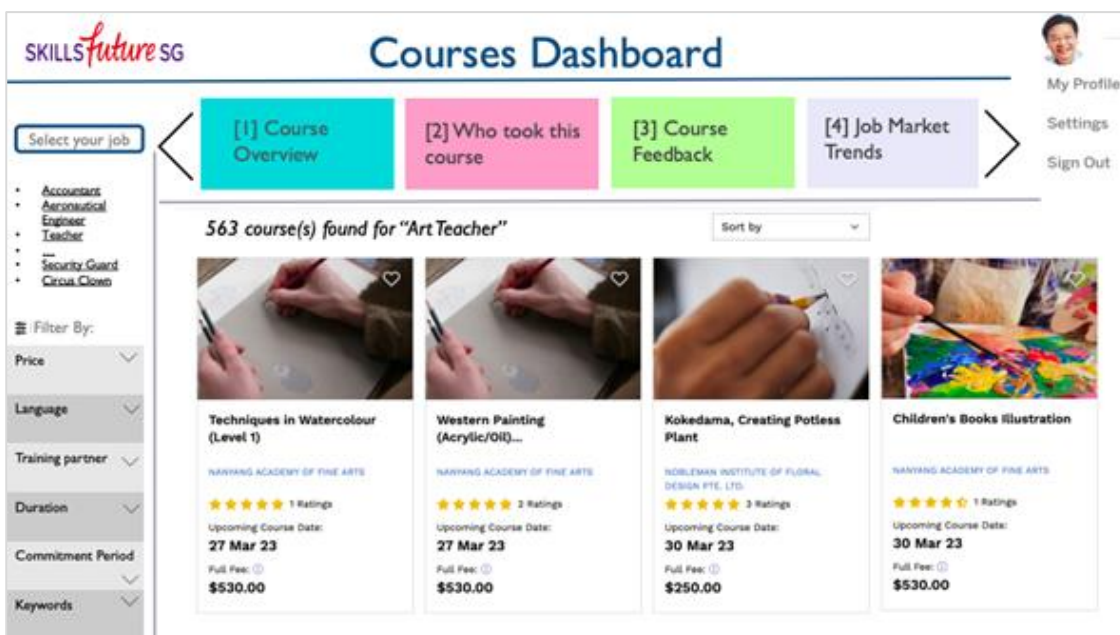 SKILLSfuture SG
Courses Dashboard
My Profile
Settings
Sign Out
Select your job
[1] Course
Overview
[2] Who took this
course
[3] Course
Feedback
[4] Job Market
Trends
Accountant
Aeronautical
Engineer
Teacher
....
Security Guard
Circus Clown
563 course(s) found for “Art Teacher”
Sort by
Filter By:
Price
Language
Training partner
Duration
Commitment Period
Keywords
Techniques in Watercolour
(Level 1)
NANYANG ACADEMY OF FINE ARTS
1 Ratings
Upcoming Course Date:
27 Mar 23
Full Fee:
$530.00
Western Painting
(Acrylic/Oil)...
NANYANG ACADEMY OF FINE ARTS
Ratings
Upcoming Course Date:
27 Mar 23
Full Fee:
$530.00
Kokedama, Creating Potless
Plant
NOBLEMAN INSTITUTE OF FLORAL
DESIGN PTE. LTD.
3 Ratings
Upcoming Course Date:
30 Mar 23
Full Fee:
$250.00
Children's Books Illustration
NANYANG ACADEMY OF FINE ARTS
1 Ratings
Upcoming Course Date:
30 Mar 23
Full Fee:
$530.00